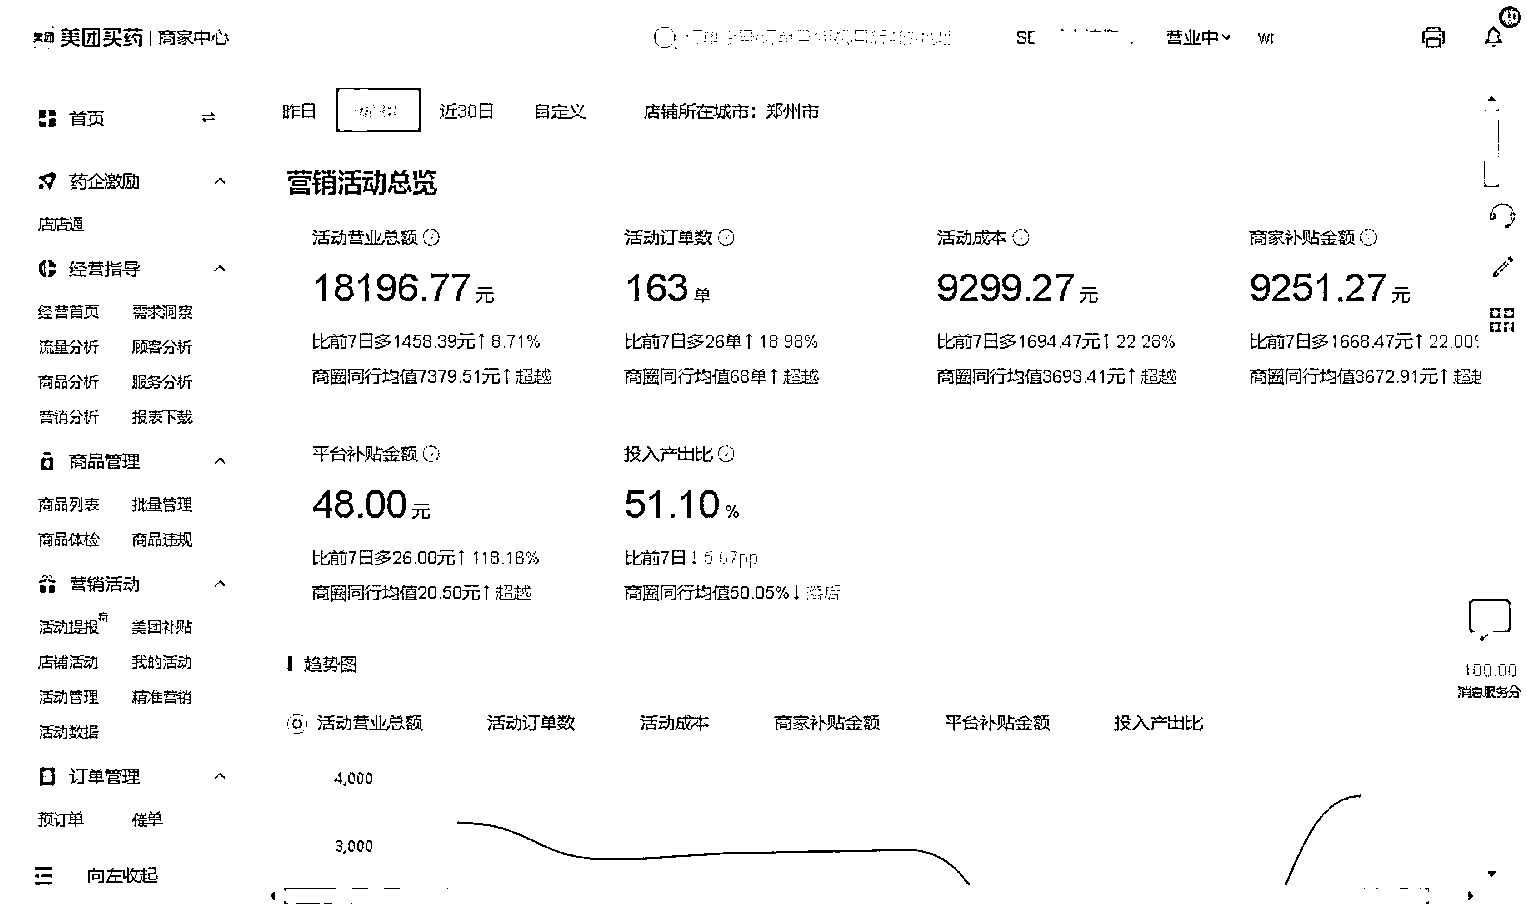 美团 美团买药 | 商家中心
营业中
首页
昨日 近30日 自定义 店铺所在城市：郑州市
药企激励
店店通
经营指导
经营首页 需求洞察
流量分析 顾客分析
商品分析 服务分析
营销分析 报表下载
商品管理
商品列表 批量管理
商品体检 商品违规
营销活动
活动提报 美团补贴
店铺活动 我的活动
活动管理 精准营销
活动数据
订单管理
预订单 催单
向左收起
营销活动总览
活动营业总额 活动订单数 活动成本 商家补贴金额
18196.77元 163单 9299.27元 9251.27元
比前7日多1458.39元↑8.71% 比前7日多26单↑18.98% 比前7日多1694.47元↑22.28% 比前7日多1668.47元↑22.00%
商圈同行均值7379.51元↑超越 商圈同行均值68单↑超越 商圈同行均值3693.41元↑超越 商圈同行均值3672.91元↑超越
平台补贴金额 投入产出比
48.00元 51.10%
比前7日多26.00元↑118.18% 比前7日↓
商圈同行均值20.50元↑超越 商圈同行均值50.05%↓落后
趋势图
活动营业总额 活动订单数 活动成本 商家补贴金额 平台补贴金额 投入产出比
4,000
3,000
100.00
消息服务分